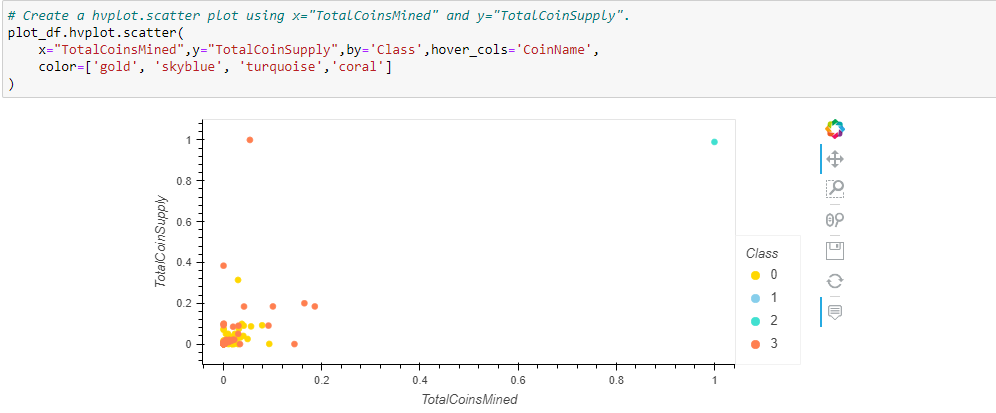 # Create a hvplot.scatter plot using x="TotalCoinsMined" and y="TotalCoinSupply".
plot_df.hvplot.scatter(
    x="TotalCoinsMined",y="TotalCoinSupply",by='Class',hover_cols='CoinName',
    color=['gold', 'skyblue', 'turquoise','coral']
)
1
0.8
0.6
0.4
0.2
0
TotalCoinSupply
0 0.2 0.4 0.6 0.8 1
TotalCoinsMined
Class
0
1
2
3